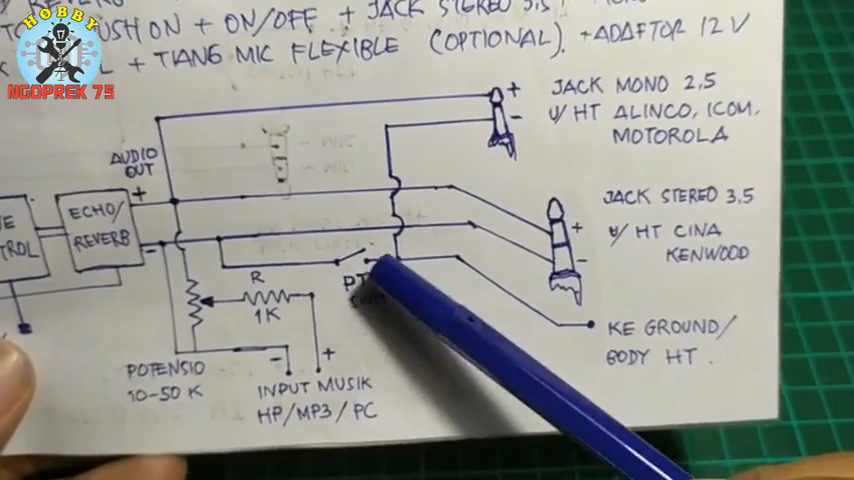 HOBBY
NGOPREK 75
+ ON/OFF + JACK STEREO 3,5
+ TIANG MIC FLEXIBLE (OPTIONAL). + ADAPTOR 12 V
+
-
JACK MONO 2,5
U/ HT ALINCO, ICOM,
MOTOROLA
AUDIO
OUT
+
-
ECHO/
REVERB
JACK STEREO 3,5
U/ HT CINA
KENWOOD
+
-
R
1K
KE GROUND/
BODY HT.
POTENSIO
10-50 K
-
+
INPUT MUSIK
HP/MP3/PC